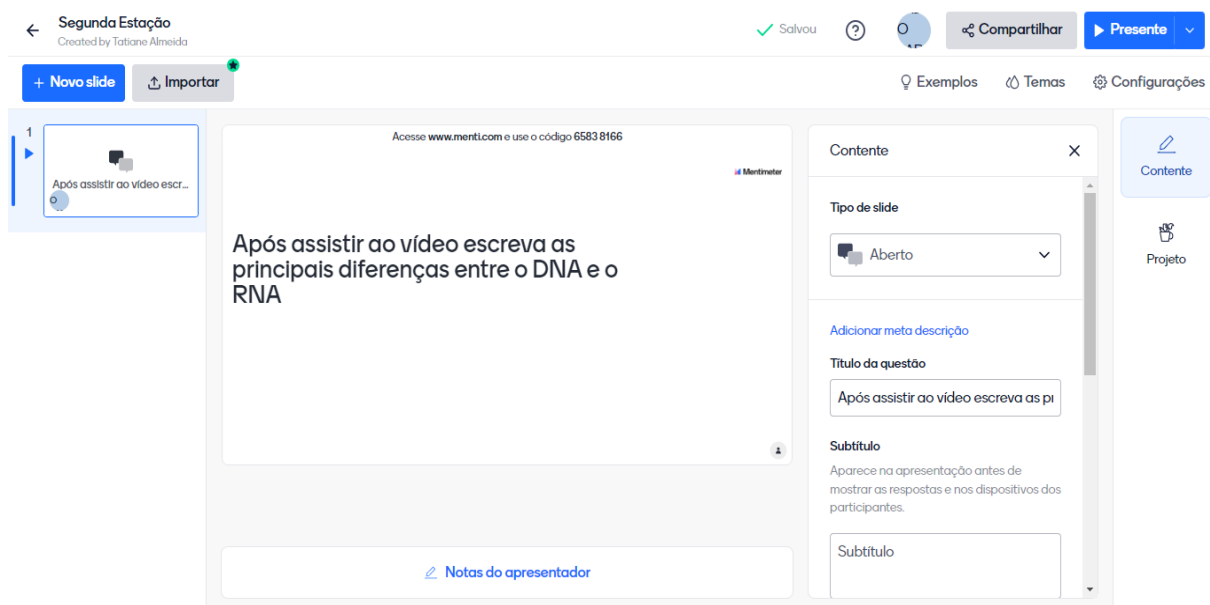 Segunda Estação
Created by Tatiane Almeida
Salvou
Compartilhar
Presente
+ Novo slide
Importar
Exemplos
Temas
Configurações
1
Após assistir ao vídeo escr...
Acesse www.menti.com e use o código 6583 8166
Mentimeter
Após assistir ao vídeo escreva as
principais diferenças entre o DNA e o
RNA
Notas do apresentador
Contente
Tipo de slide
Aberto
Adicionar meta descrição
Título da questão
Após assistir ao vídeo escreva as pr
Subtítulo
Aparece na apresentação antes de
mostrar as respostas e nos dispositivos dos
participantes.
Subtítulo
Contente
Projeto